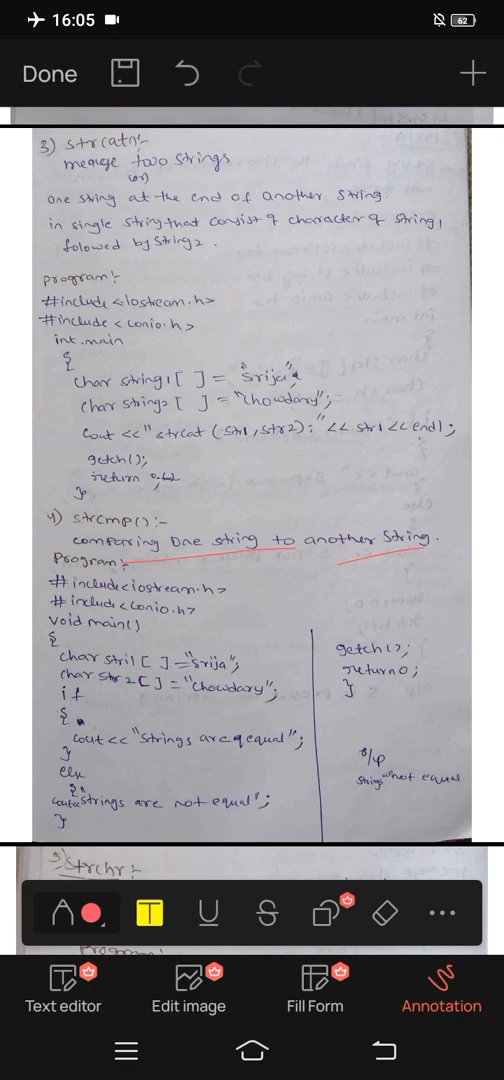 16:05
62
Done
3) strcat():-
merge two strings
(or)
one string at the end of another string.
in single string that consist of character of string1
folowed by string2.
program:-
#include <iostream.h>
#include <conio.h>
int main
{
char string1[ ] = "Srija";
char string2 [ ] = "Chowdary";
cout <<" strcat (str1, str2): "<< str1 << endl;
getch();
return 0;
}
4) strcmp():-
comparing one string to another string.
Program:-
#include<iostream.h>
#include<conio.h>
void main()
{
char str1 [ ] = "Srija";
char str2 [ ] = "Chowdary";
if
{
cout << "Strings are equal";
}
else
{
cout<<strings are not equal";
}
getch();
return 0;
}
o/p
Strings are not equal
5) Strchr:-
Program:
T
U
S
Text editor
Edit image
Fill Form
Annotation